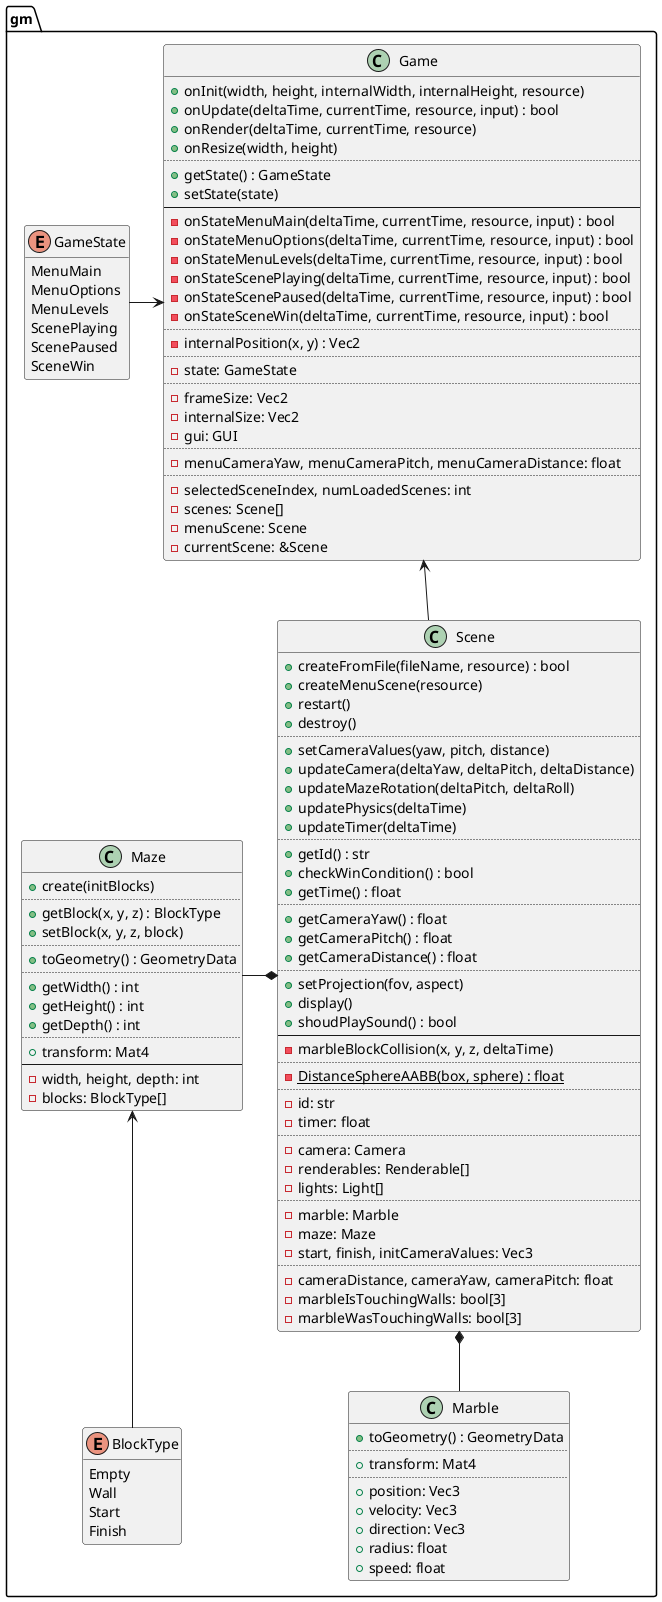 gm
Game
onInit(width, height, internalWidth, internalHeight, resource)
onUpdate(deltaTime, currentTime, resource, input) : bool
onRender(deltaTime, currentTime, resource)
onResize(width, height)
getState() : GameState
setState(state)
onStateMenuMain(deltaTime, currentTime, resource, input) : bool
onStateMenuOptions(deltaTime, currentTime, resource, input) : bool
onStateMenuLevels(deltaTime, currentTime, resource, input) : bool
onStateScenePlaying(deltaTime, currentTime, resource, input) : bool
onStateScenePaused(deltaTime, currentTime, resource, input) : bool
onStateSceneWin(deltaTime, currentTime, resource, input) : bool
internalPosition(x, y) : Vec2
state: GameState
frameSize: Vec2
internalSize: Vec2
gui: GUI
menuCameraYaw, menuCameraPitch, menuCameraDistance: float
selectedSceneIndex, numLoadedScenes: int
scenes: Scene[]
menuScene: Scene
currentScene: &Scene
GameState
MenuMain
MenuOptions
MenuLevels
ScenePlaying
ScenePaused
SceneWin
Scene
createFromFile(fileName, resource) : bool
createMenuScene(resource)
restart()
destroy()
setCameraValues(yaw, pitch, distance)
updateCamera(deltaYaw, deltaPitch, deltaDistance)
updateMazeRotation(deltaPitch, deltaRoll)
updatePhysics(deltaTime)
updateTimer(deltaTime)
getId() : str
checkWinCondition() : bool
getTime() : float
getCameraYaw() : float
getCameraPitch() : float
getCameraDistance() : float
setProjection(fov, aspect)
display()
shoudPlaySound() : bool
marbleBlockCollision(x, y, z, deltaTime)
DistanceSphereAABB(box, sphere) : float
id: str
timer: float
camera: Camera
renderables: Renderable[]
lights: Light[]
marble: Marble
maze: Maze
start, finish, initCameraValues: Vec3
cameraDistance, cameraYaw, cameraPitch: float
marbleIsTouchingWalls: bool[3]
marbleWasTouchingWalls: bool[3]
Maze
create(initBlocks)
getBlock(x, y, z) : BlockType
setBlock(x, y, z, block)
toGeometry() : GeometryData
getWidth() : int
getHeight() : int
getDepth() : int
transform: Mat4
width, height, depth: int
blocks: BlockType[]
BlockType
Empty
Wall
Start
Finish
Marble
toGeometry() : GeometryData
transform: Mat4
position: Vec3
velocity: Vec3
direction: Vec3
radius: float
speed: float